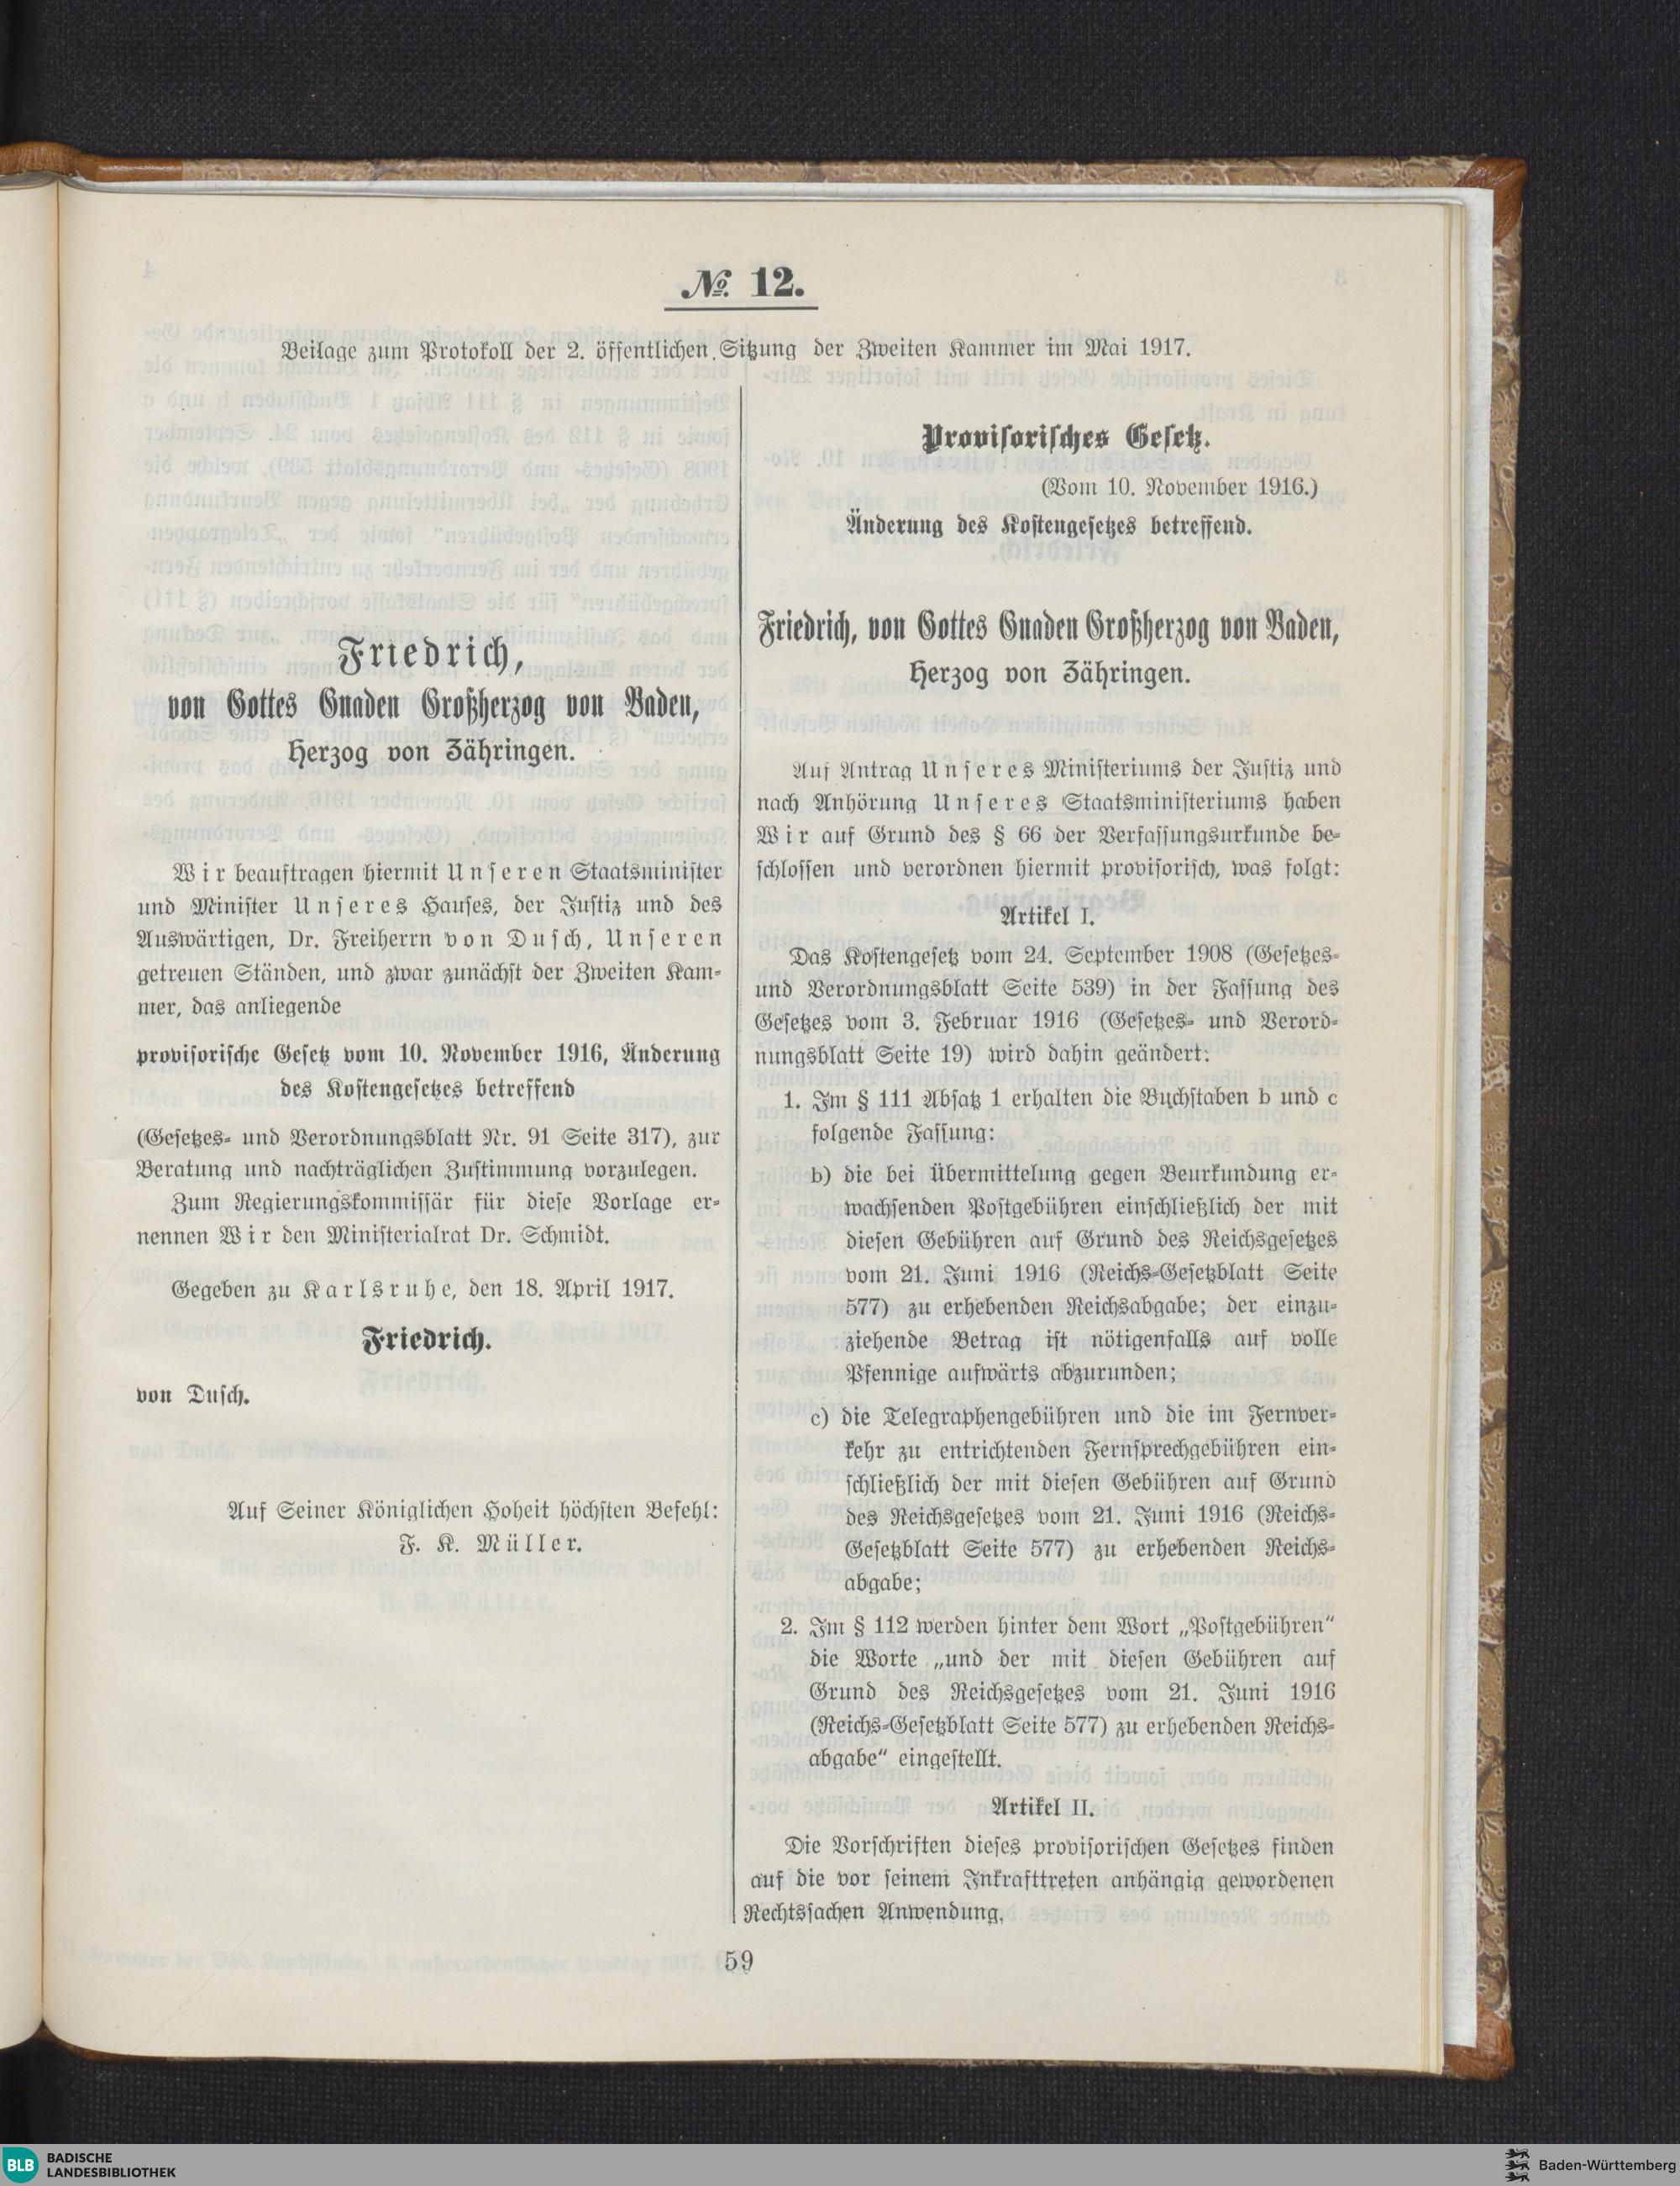 № 12.
Beilage zum Protokoll der 2. öffentlichen Sitzung der Zweiten Kammer im Mai 1917.
Friedrich,
von Gottes Gnaden Großherzog von Baden,
Herzog von Zähringen.
Wir beauftragen hiermit Unseren Staatsminister
und Minister Unseres Hauses, der Justiz und des
Auswärtigen, Dr. Freiherrn von Dusch, Unseren
getreuen Ständen, und zwar zunächst der Zweiten Kam-
mer, das anliegende
provisorische Gesetz vom 10. November 1916, Änderung
des Kostengesetzes betreffend
(Gesetzes- und Verordnungsblatt Nr. 91 Seite 317), zur
Beratung und nachträglichen Zustimmung vorzulegen.
Zum Regierungskommissär für diese Vorlage er-
nennen Wir den Ministerialrat Dr. Schmidt.
Gegeben zu Karlsruhe, den 18. April 1917.
Friedrich.
von Dusch.
Auf Seiner Königlichen Hoheit höchsten Befehl:
F. K. Müller.
Provisorisches Gesetz.
(Vom 10. November 1916.)
Änderung des Kostengesetzes betreffend.
Friedrich, von Gottes Gnaden Großherzog von Baden,
Herzog von Zähringen.
Auf Antrag Unseres Ministeriums der Justiz und
nach Anhörung Unseres Staatsministeriums haben
Wir auf Grund des § 66 der Verfassungsurkunde be-
schlossen und verordnen hiermit provisorisch, was folgt:
Artikel I.
Das Kostengesetz vom 24. September 1908 (Gesetzes-
und Verordnungsblatt Seite 539) in der Fassung des
Gesetzes vom 3. Februar 1916 (Gesetzes- und Verord-
nungsblatt Seite 19) wird dahin geändert:
1. Im § 111 Absatz 1 erhalten die Buchstaben b und c
folgende Fassung:
b) die bei Übermittelung gegen Beurkundung er-
wachsenden Postgebühren einschließlich der mit
diesen Gebühren auf Grund des Reichsgesetzes
vom 21. Juni 1916 (Reichs-Gesetzblatt Seite
577) zu erhebenden Reichsabgabe; der einzu-
ziehende Betrag ist nötigenfalls auf volle
Pfennige aufwärts abzurunden;
c) die Telegraphengebühren und die im Fernver-
kehr zu entrichtenden Fernsprechgebühren ein-
schließlich der mit diesen Gebühren auf Grund
des Reichsgesetzes vom 21. Juni 1916 (Reichs-
Gesetzblatt Seite 577) zu erhebenden Reichs-
abgabe;
2. Im § 112 werden hinter dem Wort „Postgebühren“
die Worte „und der mit diesen Gebühren auf
Grund des Reichsgesetzes vom 21. Juni 1916
(Reichs-Gesetzblatt Seite 577) zu erhebenden Reichs-
abgabe“ eingestellt.
Artikel II.
Die Vorschriften dieses provisorischen Gesetzes finden
auf die vor seinem Inkrafttreten anhängig gewordenen
Rechtssachen Anwendung.
59
BLB BADISCHE
LANDESBIBLIOTHEK
Baden-Württemberg